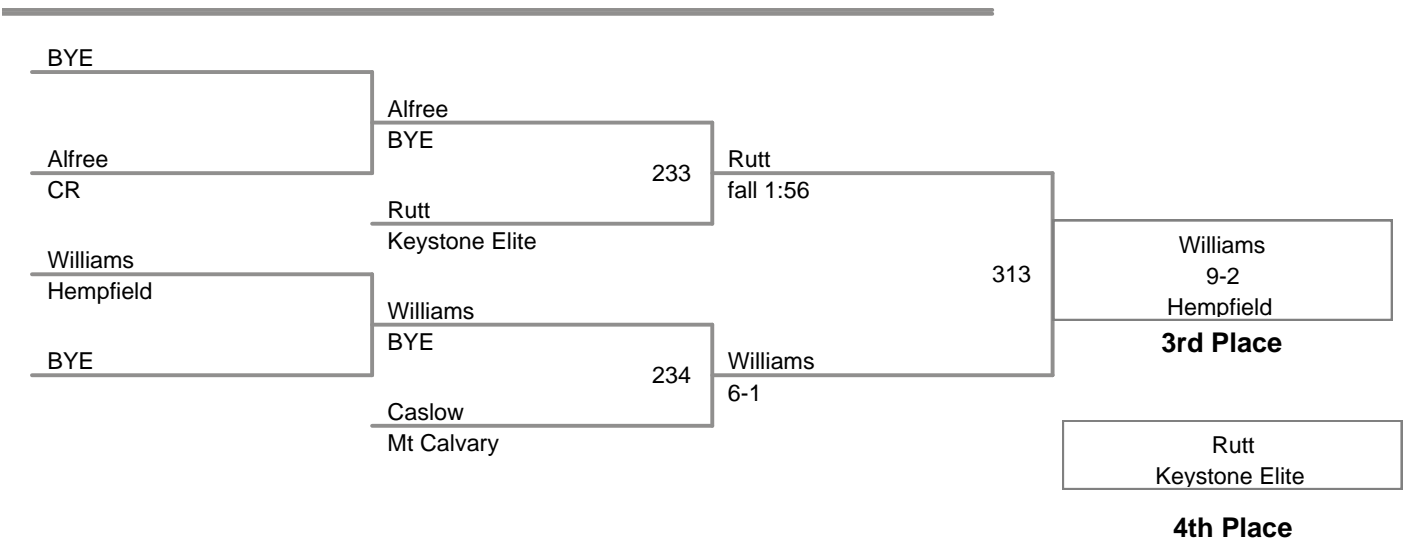 BYE
Alfree
CR
Williams
Hempfield
BYE
Alfree
BYE
233
Rutt
Keystone Elite
Williams
BYE
234
Caslow
Mt Calvary
Rutt
fall 1:56
313
Williams
6-1
Williams
9-2
Hempfield
3rd Place
Rutt
Keystone Elite
4th Place